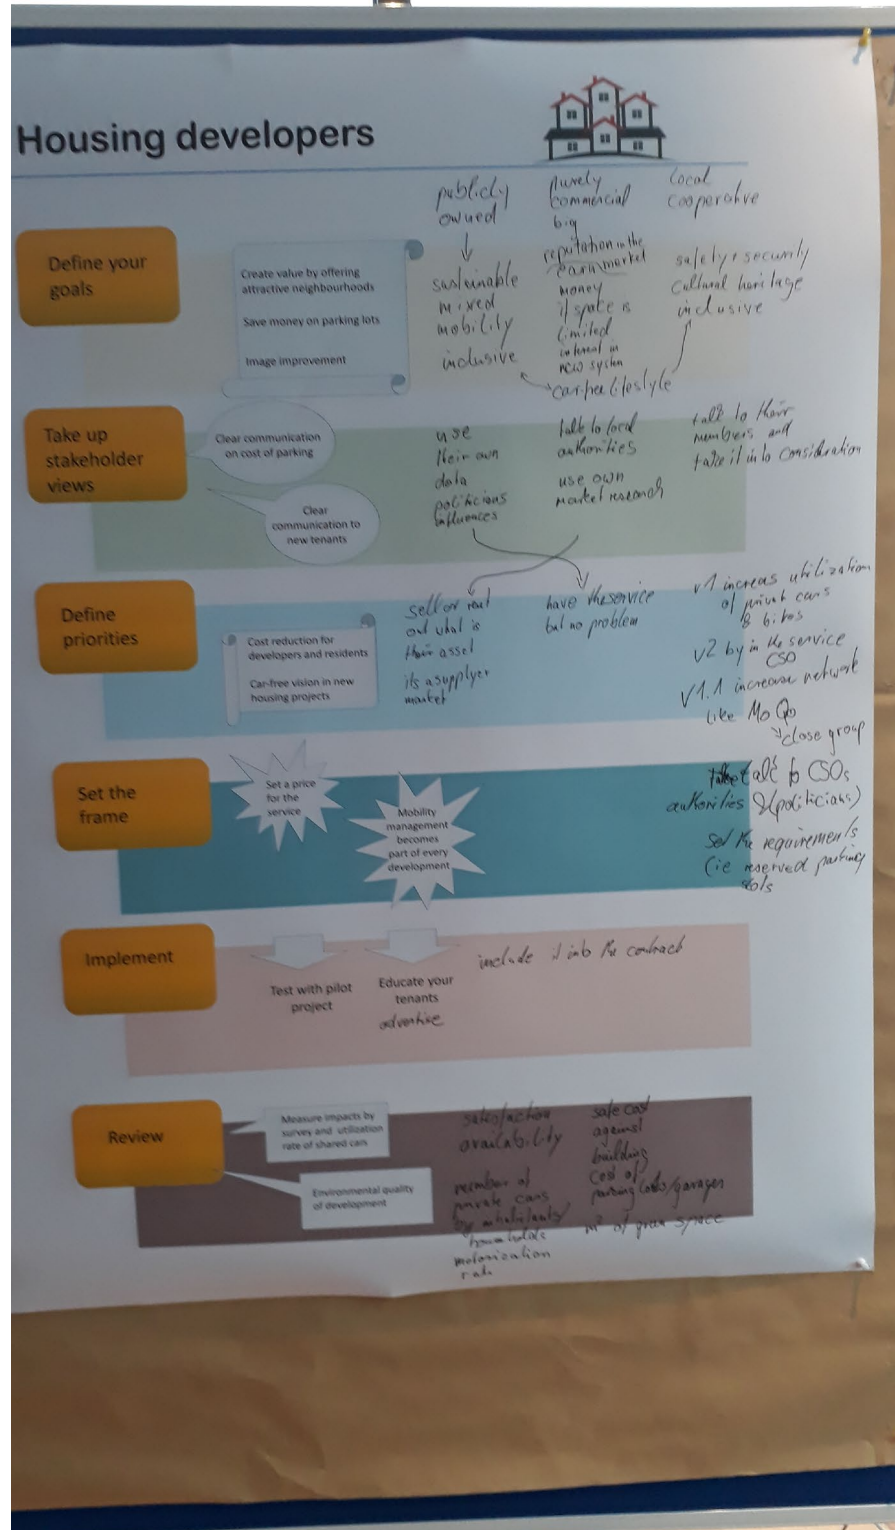 Housing developers
publicly
owned
purely
commercial
big
local
cooperative
Define your
goals
Create value by offering
attractive neighbourhoods
Save money on parking lots
Image improvement
sustainable
mixed
mobility
inclusive
reputation in the
earn market
money
if space is
limited
interest in
new system
carfree lifestyle
safety + security
cultural heritage
inclusive
Take up
stakeholder
views
Clear communication
on cost of parking
Clear
communication to
new tenants
use
their own
data
politicians
influences
talk to local
authorities
use own
market research
talk to their
members and
take it into consideration
Define
priorities
Cost reduction for
developers and residents
Car-free vision in new
housing projects
sell or rent
out what is
their asset
its a supplyer
market
have the service
but no problem
v1 increas utilization
of privat cars
& bikes
v2 by in the service
CSO
V1.1 increase network
like MoQo
close group
Set the
frame
Set a price
for the
service
Mobility
management
becomes
part of every
development
talk to CSOs
authorities &(politicians)
set the requirements
(ie reserved parking
slots
Implement
Test with pilot
project
Educate your
tenants
advertise
include it into the contract
Review
Measure impacts by
survey and utilization
rate of shared cars
Environmental quality
of development
satisfaction
availability
number of
private cars
by inhabitants/
households
motorization
rate
safe cost
against
building
cost of
parking lots/garages
m² of green space